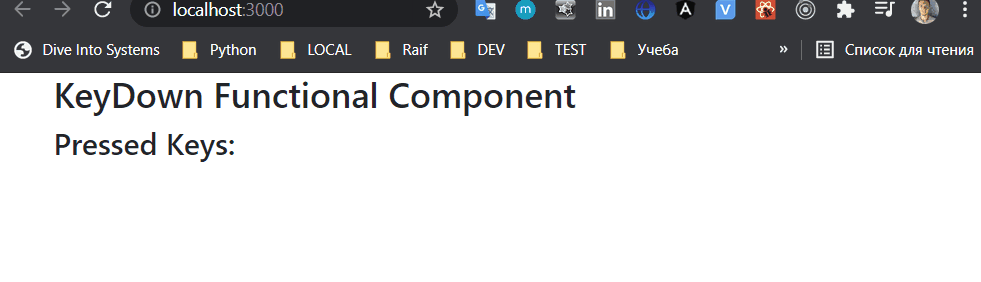 localhost:3000
Dive Into Systems Python LOCAL Raif DEV TEST Учеба » Список для чтения
KeyDown Functional Component
Pressed Keys: